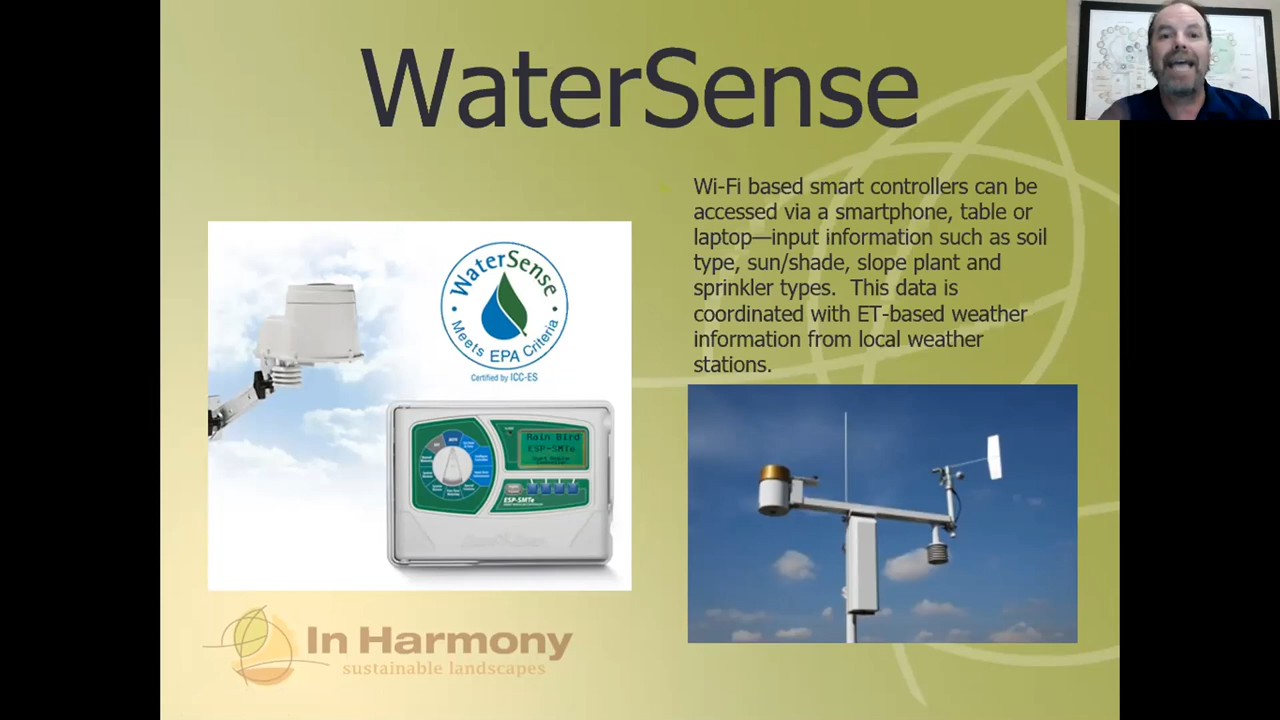 WaterSense
Wi-Fi based smart controllers can be
accessed via a smartphone, table or
laptop—input information such as soil
type, sun/shade, slope plant and
sprinkler types.  This data is
coordinated with ET-based weather
information from local weather
stations.
WaterSense
Meets EPA Criteria
Certified by ICC-ES
Rain Bird
ESP-SMTe
ESP-SMTe
In Harmony
sustainable landscapes